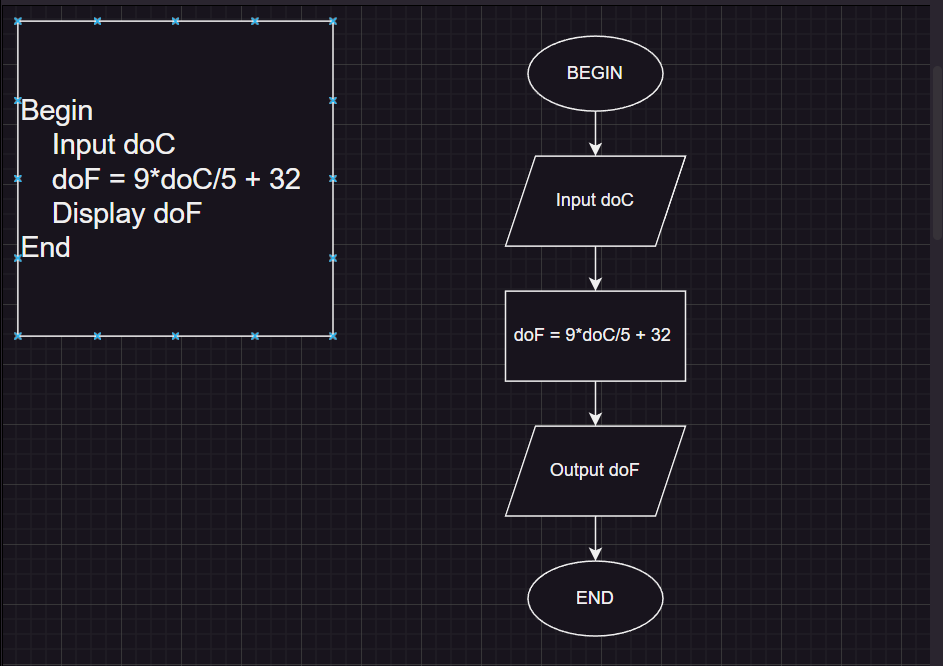 Begin
Input doC
doF = 9*doC/5 + 32
Display doF
End
BEGIN
Input doC
doF = 9*doC/5 + 32
Output doF
END